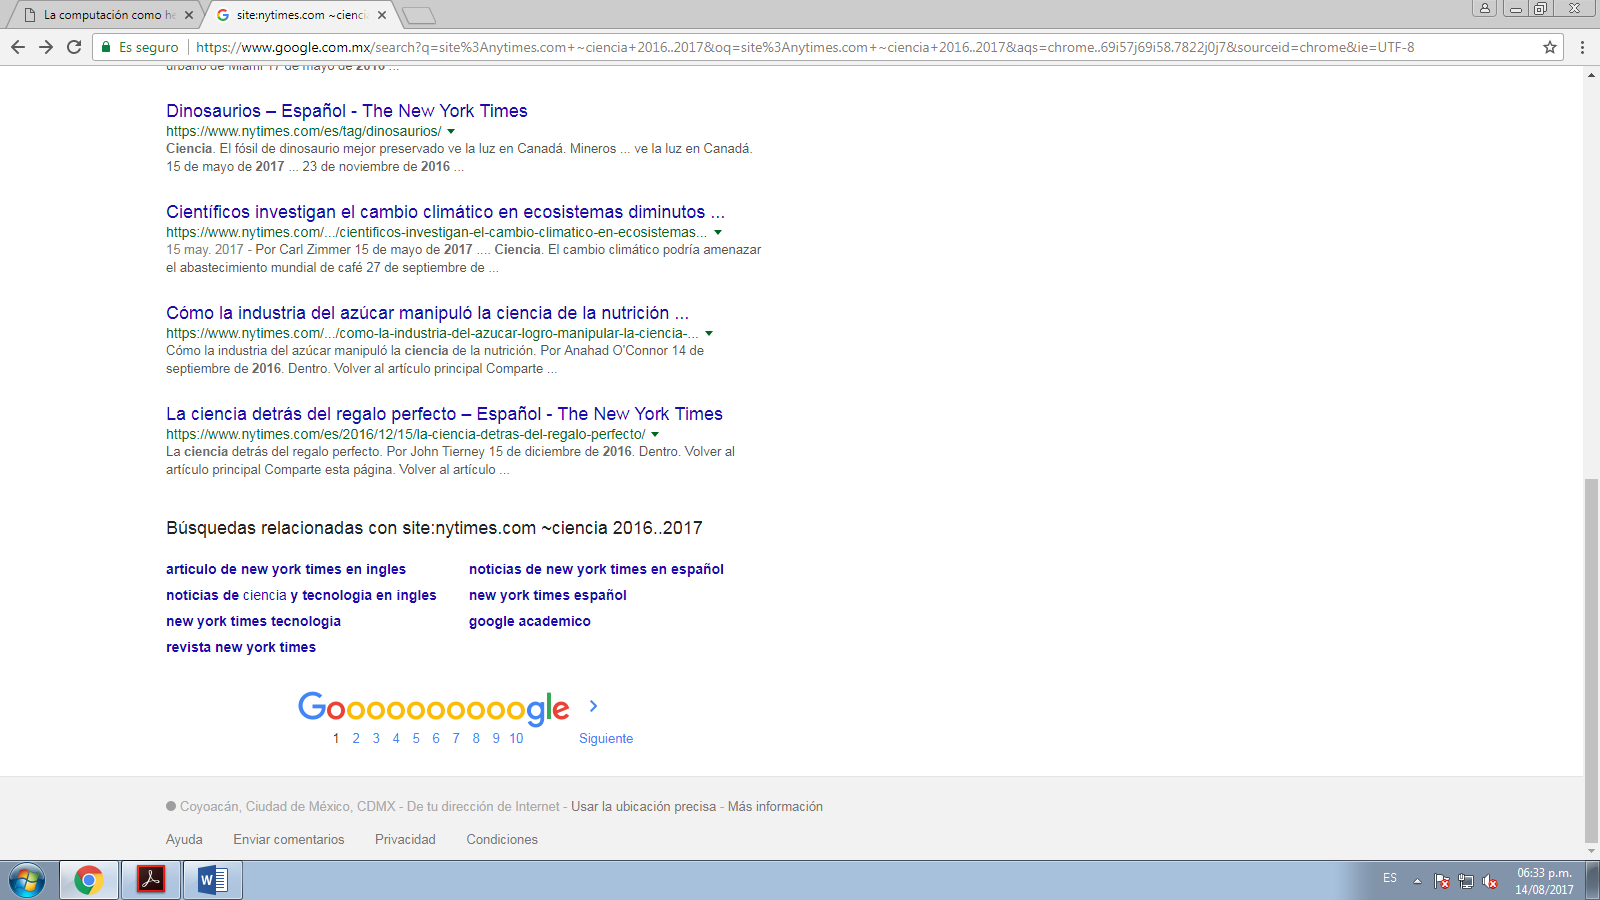 La computación como he
site:nytimes.com ~cienci
Es seguro
https://www.google.com.mx/search?q=site%3Anytimes.com+~ciencia+2016..2017&oq=site%3Anytimes.com+~ciencia+2016..2017&aqs=chrome..69i57j69i58.7822j0j7&sourceid=chrome&ie=UTF-8
urbano de Miami 17 de mayo de 2016 ...
Dinosaurios – Español - The New York Times
https://www.nytimes.com/es/tag/dinosaurios/
Ciencia. El fósil de dinosaurio mejor preservado ve la luz en Canadá. Mineros ... ve la luz en Canadá.
15 de mayo de 2017 ... 23 de noviembre de 2016 ...
Científicos investigan el cambio climático en ecosistemas diminutos ...
https://www.nytimes.com/.../cientificos-investigan-el-cambio-climatico-en-ecosistemas...
15 may. 2017 - Por Carl Zimmer 15 de mayo de 2017 .... Ciencia. El cambio climático podría amenazar
el abastecimiento mundial de café 27 de septiembre de ...
Cómo la industria del azúcar manipuló la ciencia de la nutrición ...
https://www.nytimes.com/.../como-la-industria-del-azucar-logro-manipular-la-ciencia-...
Cómo la industria del azúcar manipuló la ciencia de la nutrición. Por Anahad O'Connor 14 de
septiembre de 2016. Dentro. Volver al artículo principal Comparte ...
La ciencia detrás del regalo perfecto – Español - The New York Times
https://www.nytimes.com/es/2016/12/15/la-ciencia-detras-del-regalo-perfecto/
La ciencia detrás del regalo perfecto. Por John Tierney 15 de diciembre de 2016. Dentro. Volver al
artículo principal Comparte esta página. Volver al artículo ...
Búsquedas relacionadas con site:nytimes.com ~ciencia 2016..2017
articulo de new york times en ingles
noticias de new york times en español
noticias de ciencia y tecnologia en ingles
new york times español
new york times tecnologia
google academico
revista new york times
Goooooooooogle
1 2 3 4 5 6 7 8 9 10 Siguiente
Coyoacán, Ciudad de México, CDMX - De tu dirección de Internet - Usar la ubicación precisa - Más información
Ayuda Enviar comentarios Privacidad Condiciones
ES
06:33 p.m.
14/08/2017